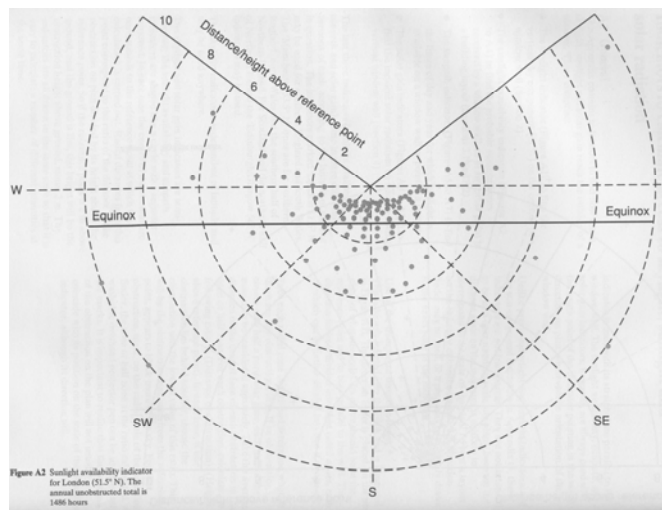 10
Distance/height above reference point
8
6
4
2
W
Equinox
Equinox
SW
SE
S
Figure A2 Sunlight availability indicator
for London (51.5° N). The
annual unobstructed total is
1486 hours